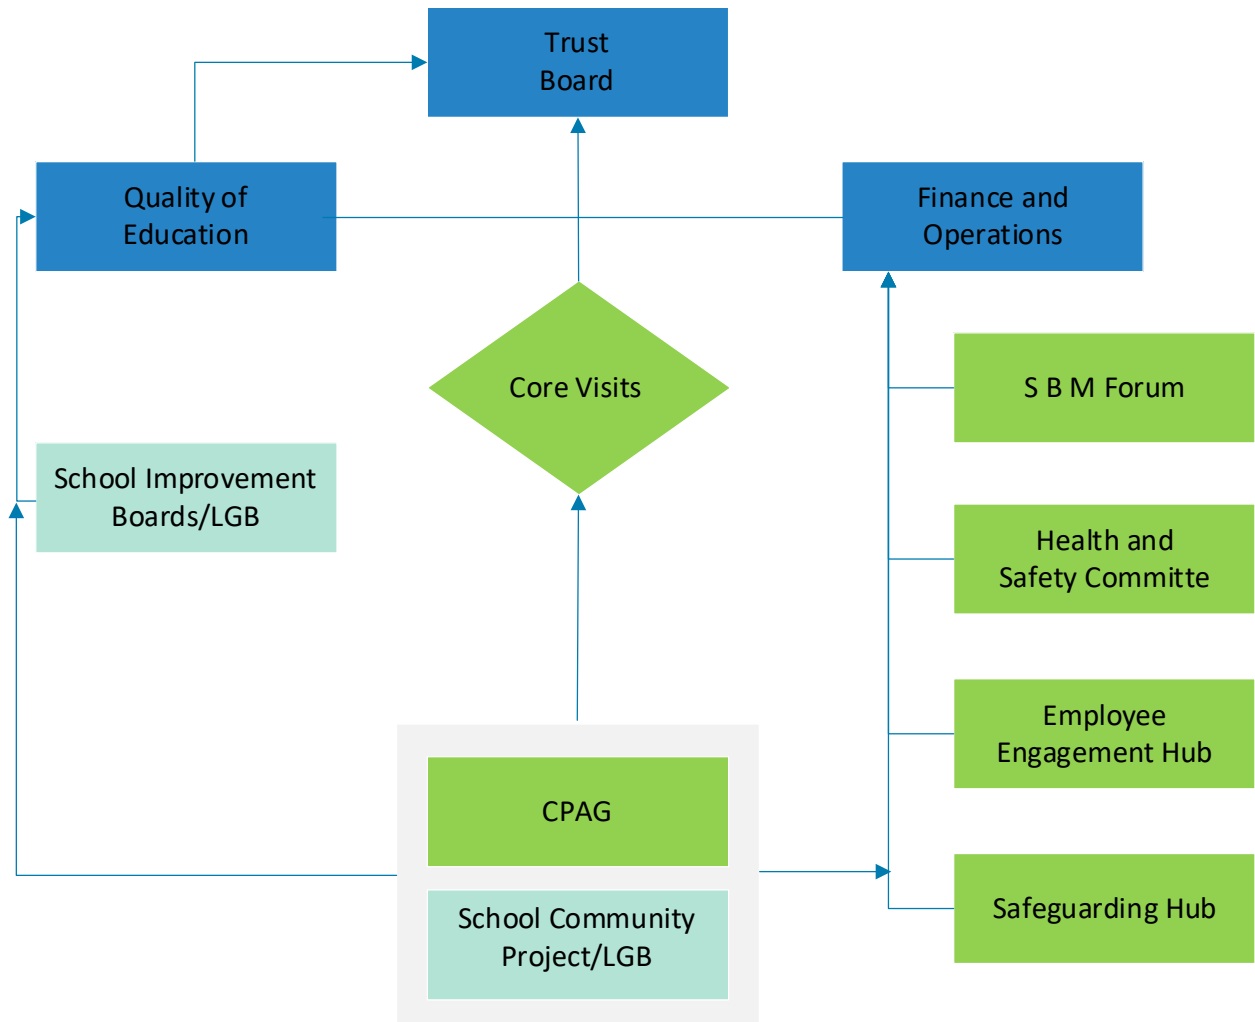 Trust
Board
Quality of
Education
Finance and
Operations
Core Visits
S B M Forum
School Improvement
Boards/LGB
Health and
Safety Committe
Employee
Engagement Hub
CPAG
School Community
Project/LGB
Safeguarding Hub